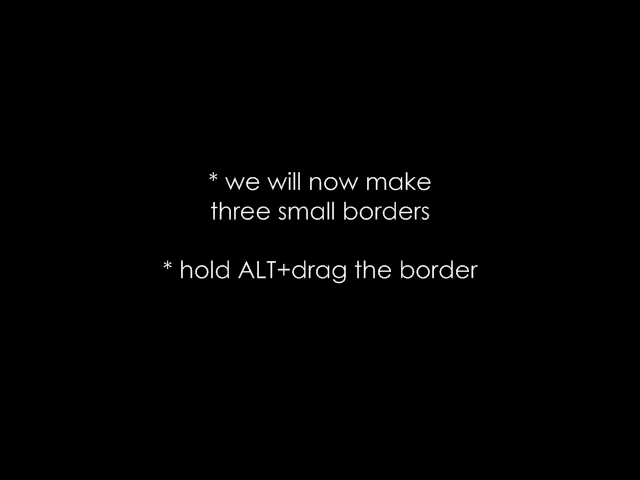 * we will now make
three small borders
* hold ALT+drag the border